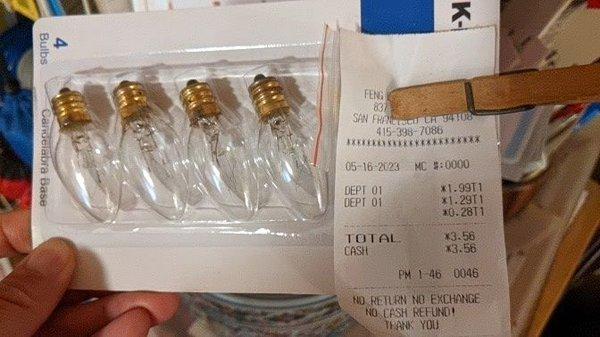 4
Bulbs
Candelabra Base
K-
FENG
837
SAN FRANCISCO CA 94108
415-398-7086
*****************************
05-16-2023 MC #:0000
DEPT 01 *1.99T1
DEPT 01 *1.29T1
*0.28T1
TOTAL *3.56
CASH *3.56
PM 1-46 0046
NO RETURN NO EXCHANGE
NO CASH REFUND!
THANK YOU